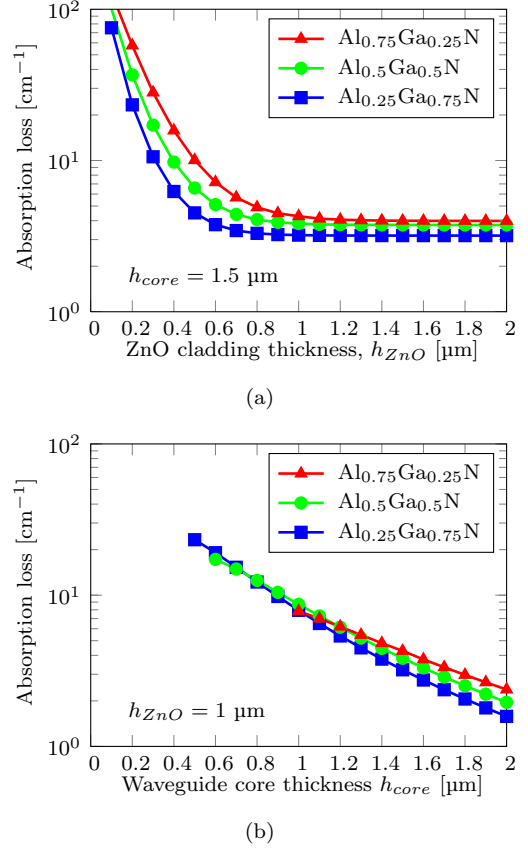 10²
10¹
10⁰
Absorption loss [cm⁻¹]
Al₀.₇₅Ga₀.₂₅N
Al₀.₅Ga₀.₅N
Al₀.₂₅Ga₀.₇₅N
h_core = 1.5 µm
0 0.2 0.4 0.6 0.8 1 1.2 1.4 1.6 1.8 2
ZnO cladding thickness, h_ZnO [µm]
(a)
10²
10¹
10⁰
Absorption loss [cm⁻¹]
Al₀.₇₅Ga₀.₂₅N
Al₀.₅Ga₀.₅N
Al₀.₂₅Ga₀.₇₅N
h_ZnO = 1 µm
0 0.2 0.4 0.6 0.8 1 1.2 1.4 1.6 1.8 2
Waveguide core thickness h_core [µm]
(b)